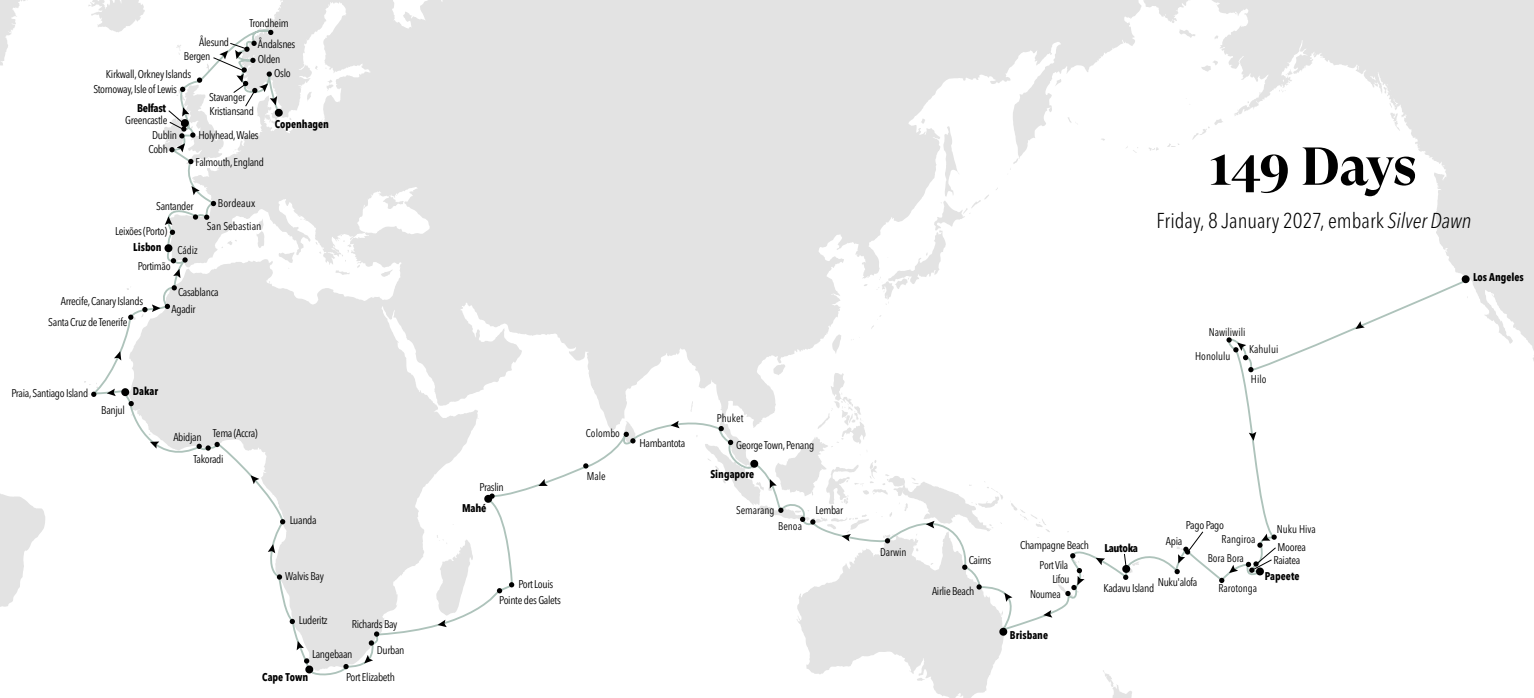 149 Days
Friday, 8 January 2027, embark Silver Dawn
Trondheim
Ålesund
Åndalsnes
Bergen
Olden
Oslo
Kirkwall, Orkney Islands
Stornoway, Isle of Lewis
Stavanger
Kristiansand
Belfast
Greencastle
Copenhagen
Dublin
Holyhead, Wales
Cobh
Falmouth, England
Santander
Bordeaux
San Sebastian
Leixões (Porto)
Lisbon
Cádiz
Portimão
Casablanca
Arrecife, Canary Islands
Agadir
Santa Cruz de Tenerife
Praia, Santiago Island
Dakar
Banjul
Abidjan
Tema (Accra)
Takoradi
Luanda
Walvis Bay
Luderitz
Langebaan
Cape Town
Port Elizabeth
Durban
Richards Bay
Pointe des Galets
Port Louis
Praslin
Mahé
Male
Colombo
Hambantota
Phuket
George Town, Penang
Singapore
Semarang
Benoa
Lembar
Darwin
Cairns
Airlie Beach
Brisbane
Champagne Beach
Port Vila
Lifou
Noumea
Lautoka
Kadavu Island
Nuku'alofa
Apia
Pago Pago
Rarotonga
Nuku Hiva
Rangiroa
Moorea
Bora Bora
Raiatea
Papeete
Nawiliwili
Honolulu
Kahului
Hilo
Los Angeles